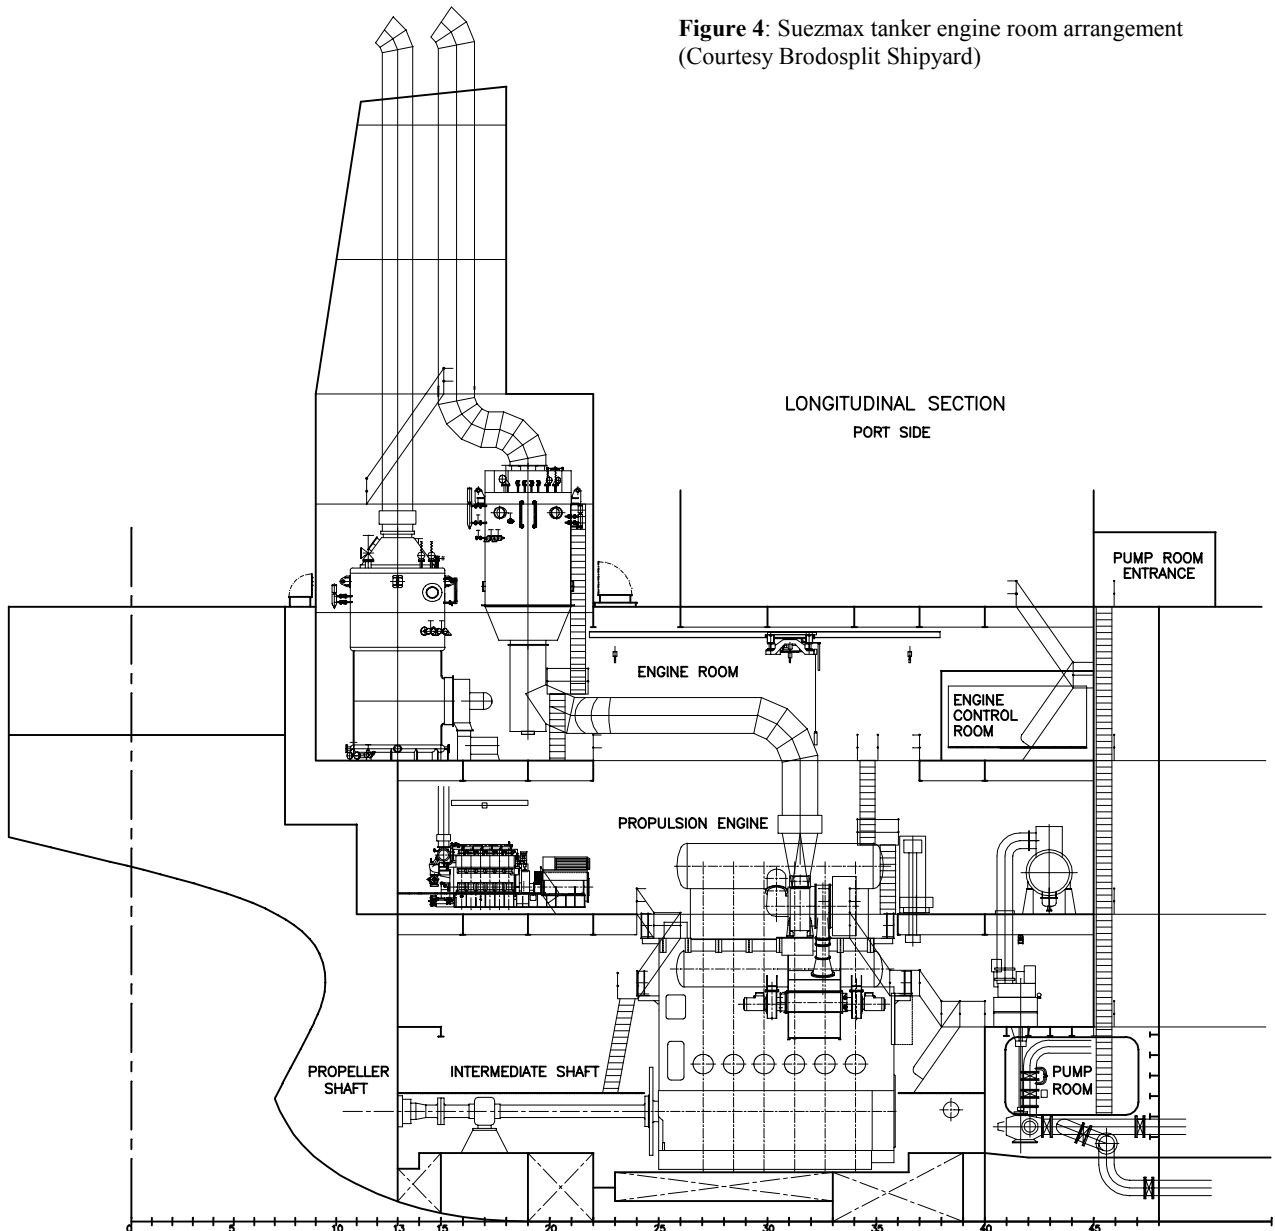 Figure 4: Suezmax tanker engine room arrangement
(Courtesy Brodosplit Shipyard)
LONGITUDINAL SECTION
PORT SIDE
PUMP ROOM
ENTRANCE
ENGINE ROOM
ENGINE
CONTROL
ROOM
PROPULSION ENGINE
PROPELLER
SHAFT
INTERMEDIATE SHAFT
PUMP
ROOM
0 5 10 13 15 20 25 30 35 40 45